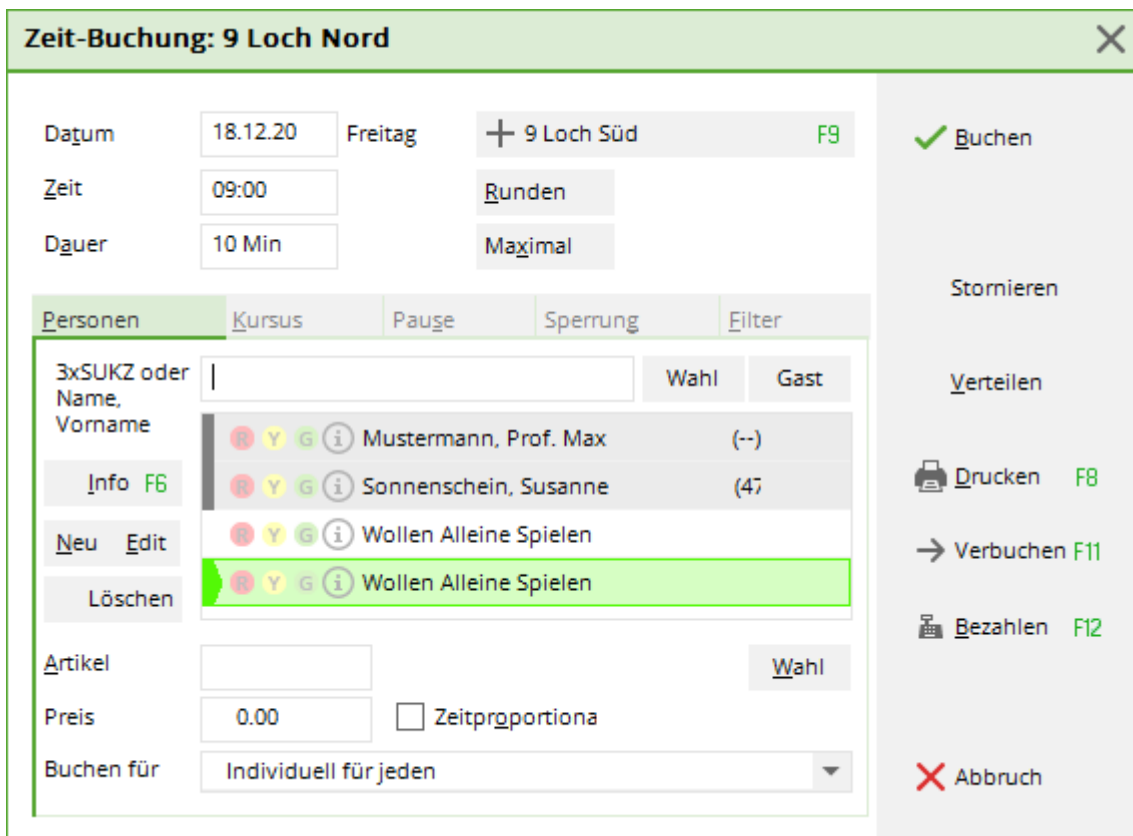 Zeit-Buchung: 9 Loch Nord
Datum 18.12.20 Freitag 9 Loch Süd F9
Buchen
Zeit 09:00 Runden
Dauer 10 Min Maximal
Stornieren
Personen Kursus Pause Sperrung Filter
3xSUKZ oder
Name,
Vorname
Wahl Gast
Verteilen
R Y G i Mustermann, Prof. Max (--)
Info F6
R Y G i Sonnenschein, Susanne (47
Drucken F8
Neu Edit
R Y G i Wollen Alleine Spielen
Verbuchen F11
Löschen
R Y G i Wollen Alleine Spielen
Bezahlen F12
Artikel Wahl
Preis 0.00 Zeitproportiona
Buchen für Individuell für jeden
Abbruch